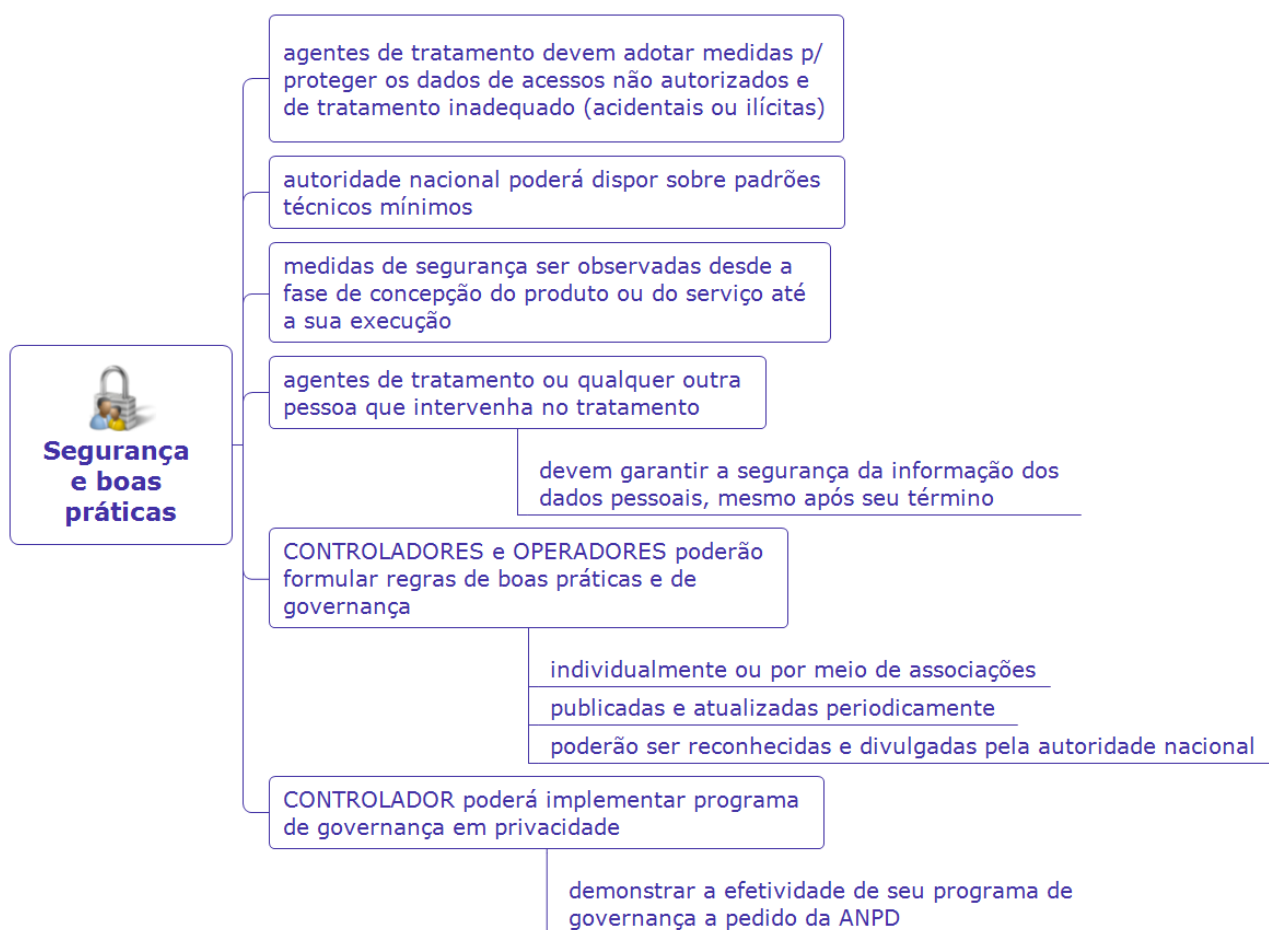 agentes de tratamento devem adotar medidas p/
proteger os dados de acessos não autorizados e
de tratamento inadequado (acidentais ou ilícitas)
autoridade nacional poderá dispor sobre padrões
técnicos mínimos
medidas de segurança ser observadas desde a
fase de concepção do produto ou do serviço até
a sua execução
Segurança
e boas
práticas
agentes de tratamento ou qualquer outra
pessoa que intervenha no tratamento
devem garantir a segurança da informação dos
dados pessoais, mesmo após seu término
CONTROLADORES e OPERADORES poderão
formular regras de boas práticas e de
governança
individualmente ou por meio de associações
publicadas e atualizadas periodicamente
poderão ser reconhecidas e divulgadas pela autoridade nacional
CONTROLADOR poderá implementar programa
de governança em privacidade
demonstrar a efetividade de seu programa de
governança a pedido da ANPD